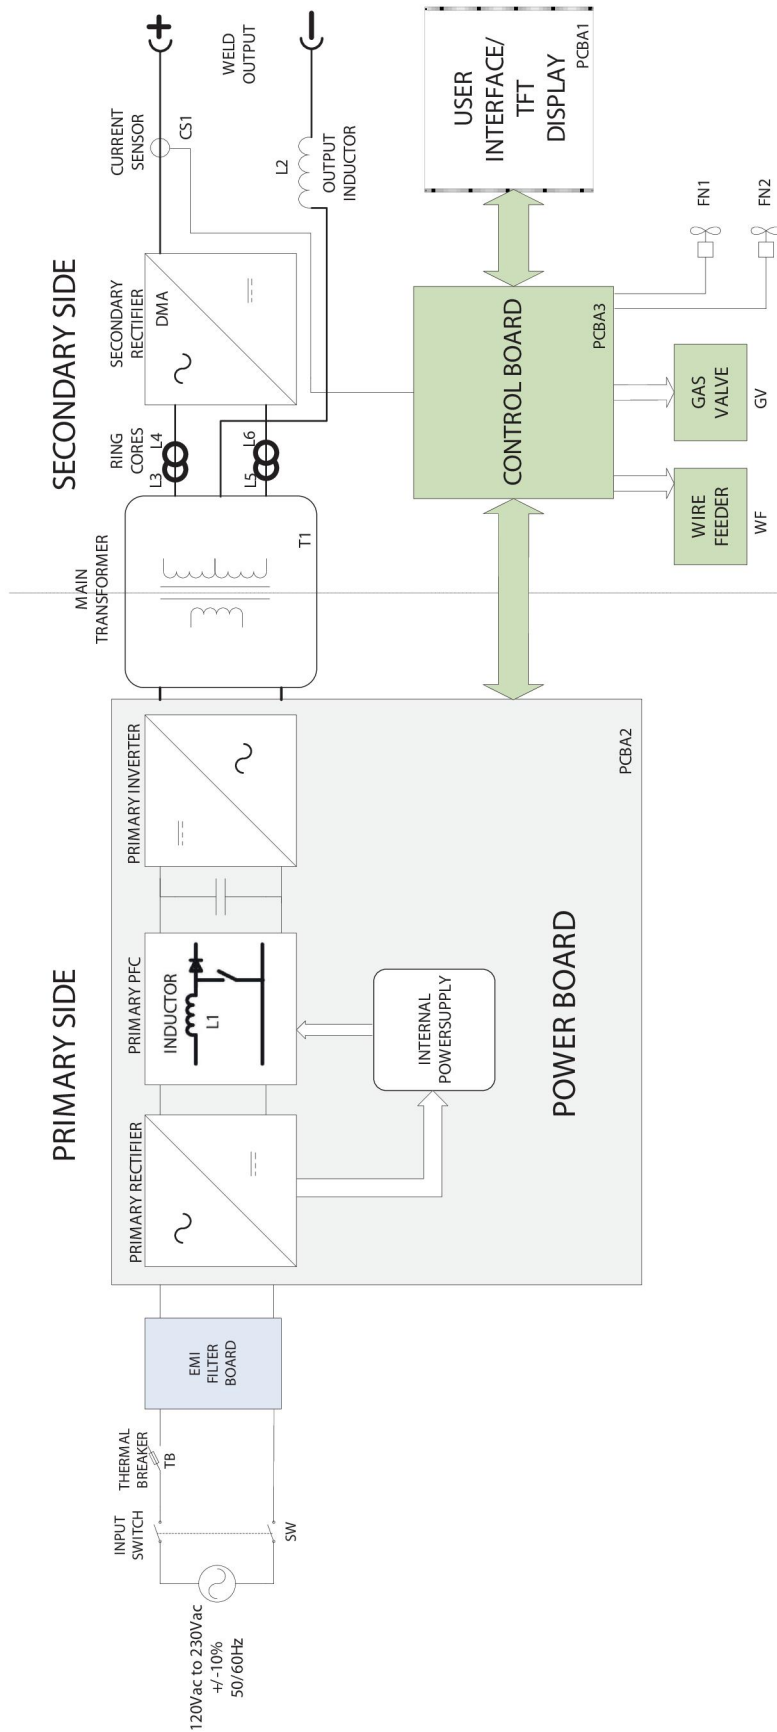 PRIMARY SIDE
SECONDARY SIDE
120Vac to 230Vac
+/-10%
50/60Hz
INPUT
SWITCH
SW
THERMAL
BREAKER
TB
EMI
FILTER
BOARD
PRIMARY RECTIFIER
PRIMARY PFC
INDUCTOR
L1
PRIMARY INVERTER
INTERNAL
POWERSUPPLY
POWER BOARD
PCBA2
MAIN
TRANSFORMER
T1
RING
CORES
L3
L4
L5
L6
SECONDARY
RECTIFIER
DMA
CURRENT
SENSOR
CS1
WELD
OUTPUT
+
−
L2
OUTPUT
INDUCTOR
CONTROL BOARD
PCBA3
USER
INTERFACE/
TFT
DISPLAY
PCBA1
WIRE
FEEDER
WF
GAS
VALVE
GV
FN1
FN2